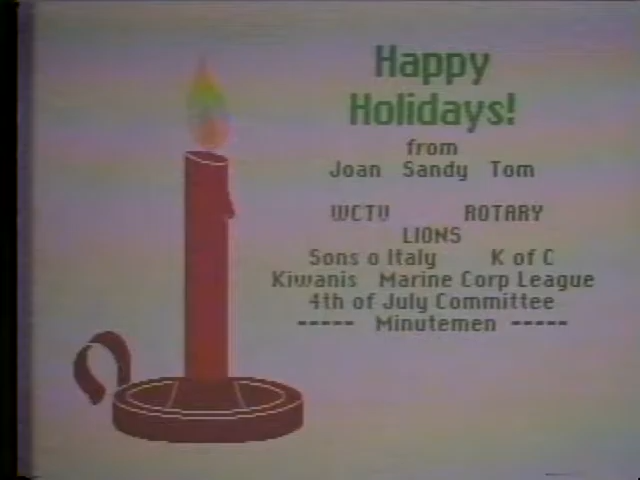 Happy
Holidays!
from
Joan Sandy Tom
WCTU ROTARY
LIONS
Sons o Italy K of C
Kiwanis Marine Corp League
4th of July Committee
----- Minutemen -----